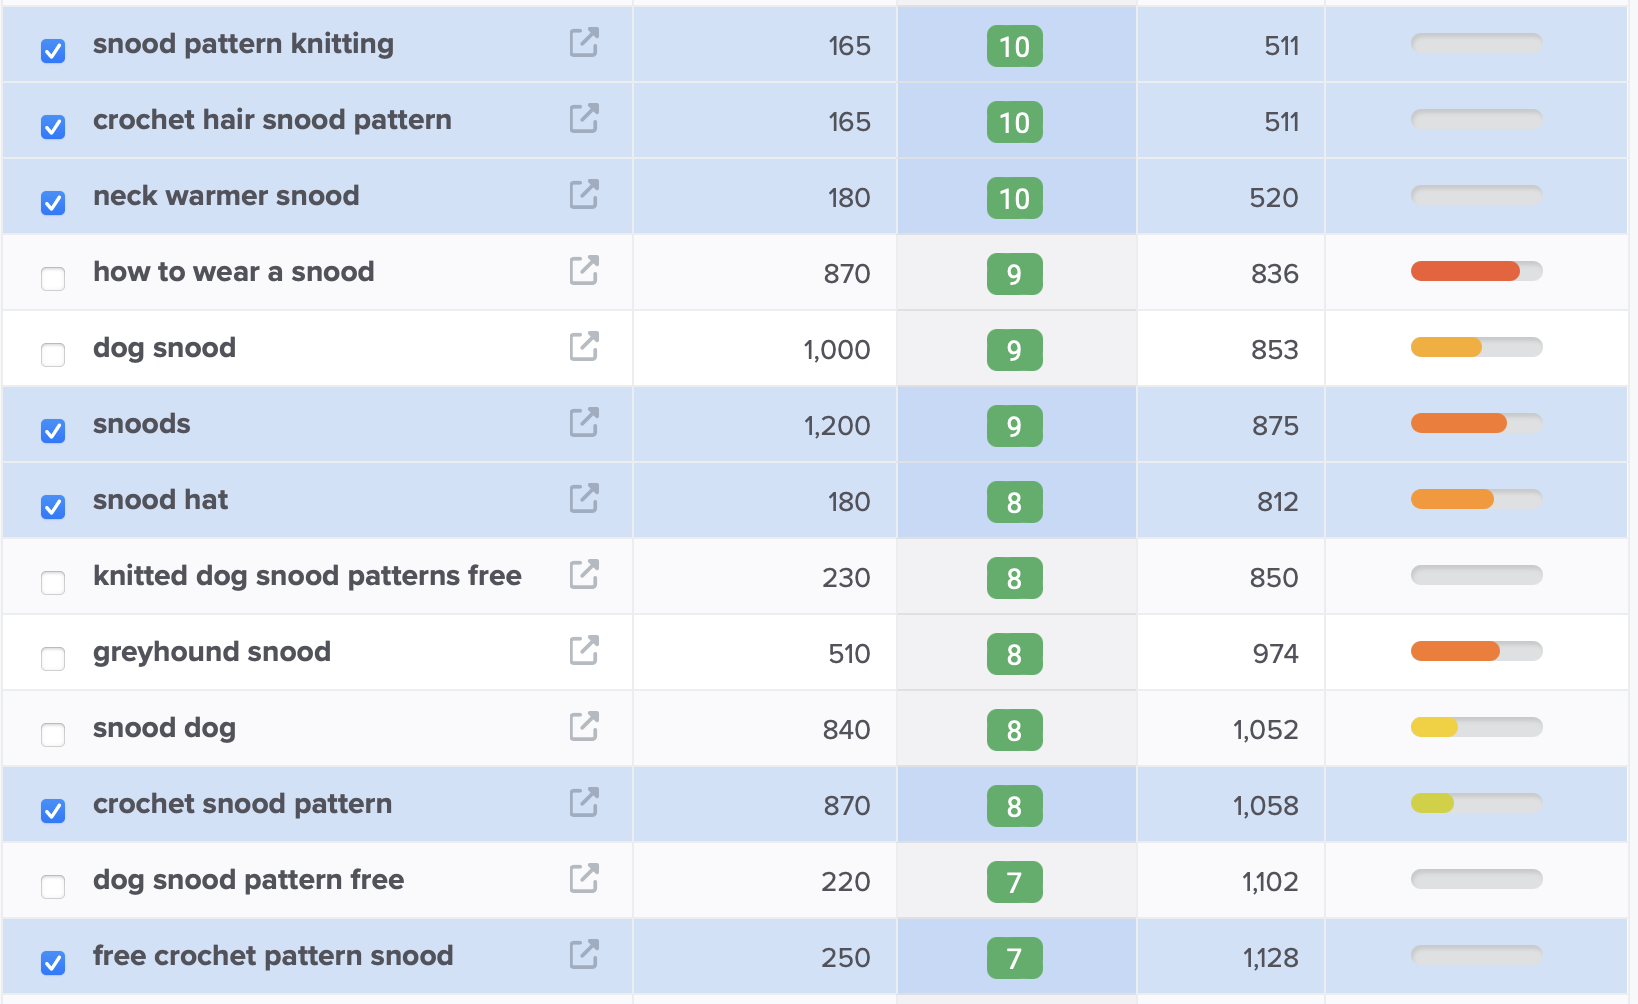 snood pattern knitting 165 10 511
crochet hair snood pattern 165 10 511
neck warmer snood 180 10 520
how to wear a snood 870 9 836
dog snood 1,000 9 853
snoods 1,200 9 875
snood hat 180 8 812
knitted dog snood patterns free 230 8 850
greyhound snood 510 8 974
snood dog 840 8 1,052
crochet snood pattern 870 8 1,058
dog snood pattern free 220 7 1,102
free crochet pattern snood 250 7 1,128